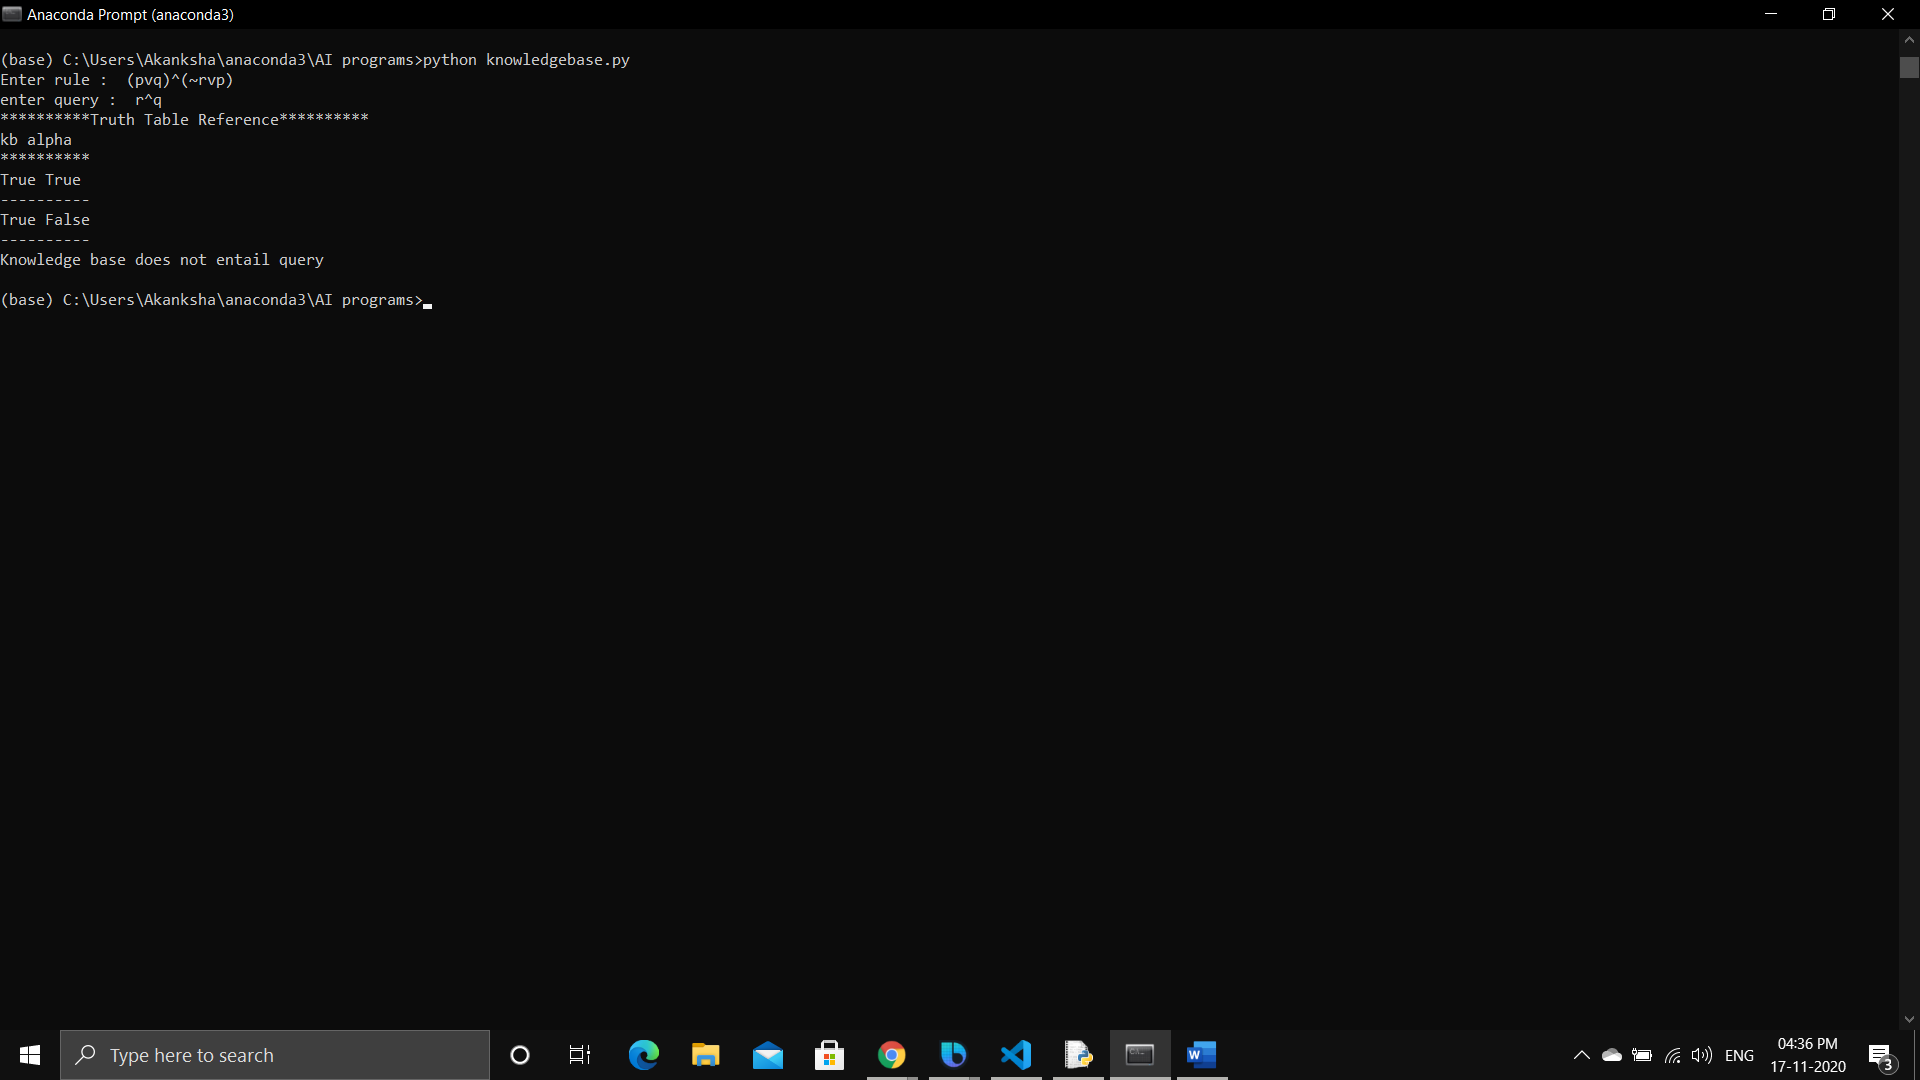 Anaconda Prompt (anaconda3)
(base) C:\Users\Akanksha\anaconda3\AI programs>python knowledgebase.py
Enter rule :  (pvq)^(~rvp)
enter query :  r^q
**********Truth Table Reference**********
kb alpha
**********
True True
----------
True False
----------
Knowledge base does not entail query
(base) C:\Users\Akanksha\anaconda3\AI programs>
Type here to search
ENG
04:36 PM
17-11-2020
3